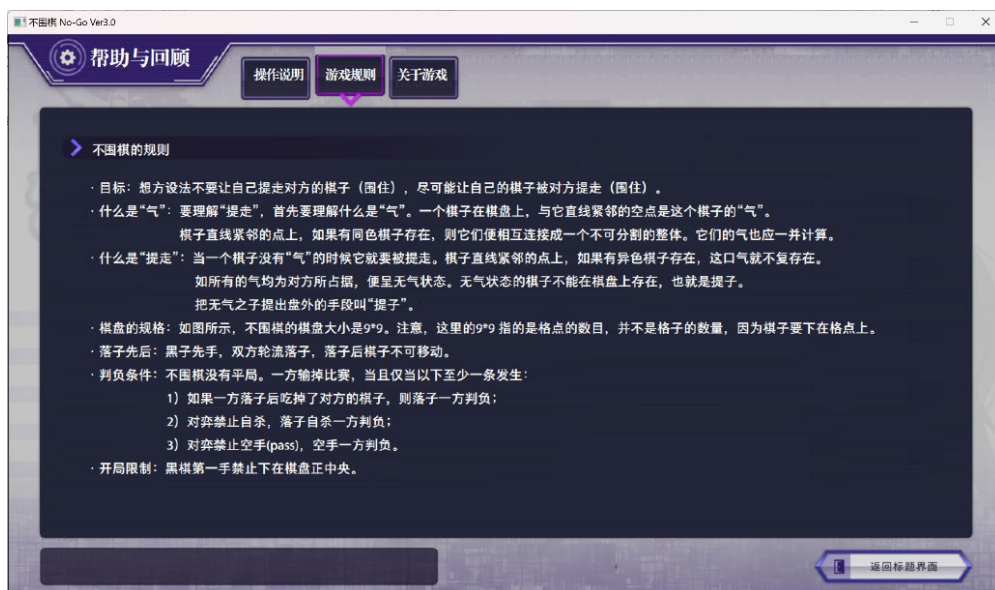 不围棋 No-Go Ver3.0
帮助与回顾
操作说明 游戏规则 关于游戏
不围棋的规则
· 目标：想方设法不要让自己提走对方的棋子（围住），尽可能让自己的棋子被对方提走（围住）。
· 什么是“气”：要理解“提走”，首先要理解什么是“气”。一个棋子在棋盘上，与它直线紧邻的空点是这个棋子的“气”。
棋子直线紧邻的点上，如果有同色棋子存在，则它们便相互连接成一个不可分割的整体。它们的气也应一并计算。
· 什么是“提走”：当一个棋子没有“气”的时候它就要被提走。棋子直线紧邻的点上，如果有异色棋子存在，这口气就不复存在。
如所有的气均为对方所占据，便呈无气状态。无气状态的棋子不能在棋盘上存在，也就是提子。
把无气之子提出盘外的手段叫“提子”。
· 棋盘的规格：如图所示，不围棋的棋盘大小是9*9。注意，这里的9*9 指的是格点的数目，并不是格子的数量，因为棋子要下在格点上。
· 落子先后：黑子先手，双方轮流落子，落子后棋子不可移动。
· 判负条件：不围棋没有平局。一方输掉比赛，当且仅当以下至少一条发生：
1）如果一方落子后吃掉了对方的棋子，则落子一方判负；
2）对弈禁止自杀，落子自杀一方判负；
3）对弈禁止空手(pass)，空手一方判负。
· 开局限制：黑棋第一手禁止下在棋盘正中央。
返回标题界面